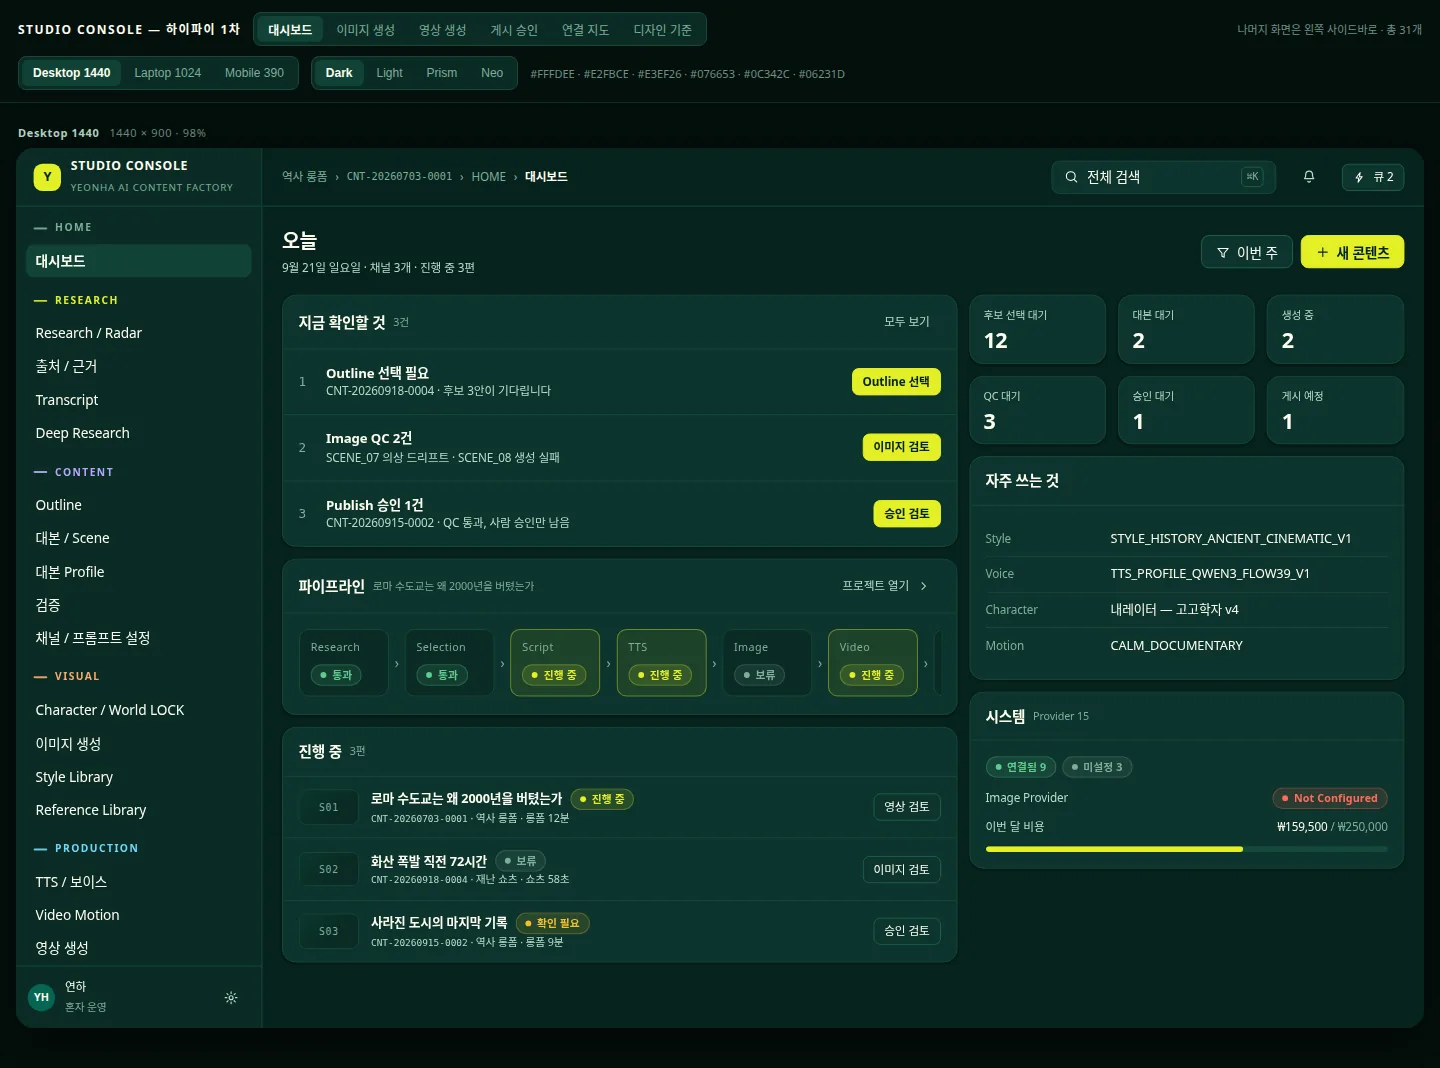 STUDIO CONSOLE — 하이파이 1차
대시보드 이미지 생성 영상 생성 게시 승인 연결 지도 디자인 기준
나머지 화면은 왼쪽 사이드바로 · 총 31개
Desktop 1440 Laptop 1024 Mobile 390
Dark Light Prism Neo
#FFFDEE · #E2FBCE · #E3EF26 · #076653 · #0C342C · #06231D
Desktop 1440 1440 × 900 · 98%
Y
STUDIO CONSOLE
YEONHA AI CONTENT FACTORY
HOME
대시보드
RESEARCH
Research / Radar
출처 / 근거
Transcript
Deep Research
CONTENT
Outline
대본 / Scene
대본 Profile
검증
채널 / 프롬프트 설정
VISUAL
Character / World LOCK
이미지 생성
Style Library
Reference Library
PRODUCTION
TTS / 보이스
Video Motion
영상 생성
YH
연하
혼자 운영
역사 롱폼 › CNT-20260703-0001 › HOME › 대시보드
전체 검색 ⌘K
큐 2
오늘
9월 21일 일요일 · 채널 3개 · 진행 중 3편
이번 주
+ 새 콘텐츠
지금 확인할 것 3건
모두 보기
1
Outline 선택 필요
CNT-20260918-0004 · 후보 3안이 기다립니다
Outline 선택
2
Image QC 2건
SCENE_07 의상 드리프트 · SCENE_08 생성 실패
이미지 검토
3
Publish 승인 1건
CNT-20260915-0002 · QC 통과, 사람 승인만 남음
승인 검토
파이프라인 로마 수도교는 왜 2000년을 버텼는가
프로젝트 열기 ›
Research
통과
›
Selection
통과
›
Script
진행 중
›
TTS
진행 중
›
Image
보류
›
Video
진행 중
›
진행 중 3편
S01
로마 수도교는 왜 2000년을 버텼는가 진행 중
CNT-20260703-0001 · 역사 롱폼 · 롱폼 12분
영상 검토
S02
화산 폭발 직전 72시간 보류
CNT-20260918-0004 · 재난 쇼츠 · 쇼츠 58초
이미지 검토
S03
사라진 도시의 마지막 기록 확인 필요
CNT-20260915-0002 · 역사 롱폼 · 롱폼 9분
승인 검토
후보 선택 대기
12
대본 대기
2
생성 중
2
QC 대기
3
승인 대기
1
게시 예정
1
자주 쓰는 것
Style STYLE_HISTORY_ANCIENT_CINEMATIC_V1
Voice TTS_PROFILE_QWEN3_FLOW39_V1
Character 내레이터 — 고고학자 v4
Motion CALM_DOCUMENTARY
시스템 Provider 15
연결됨 9 미설정 3
Image Provider Not Configured
이번 달 비용 ₩159,500 / ₩250,000